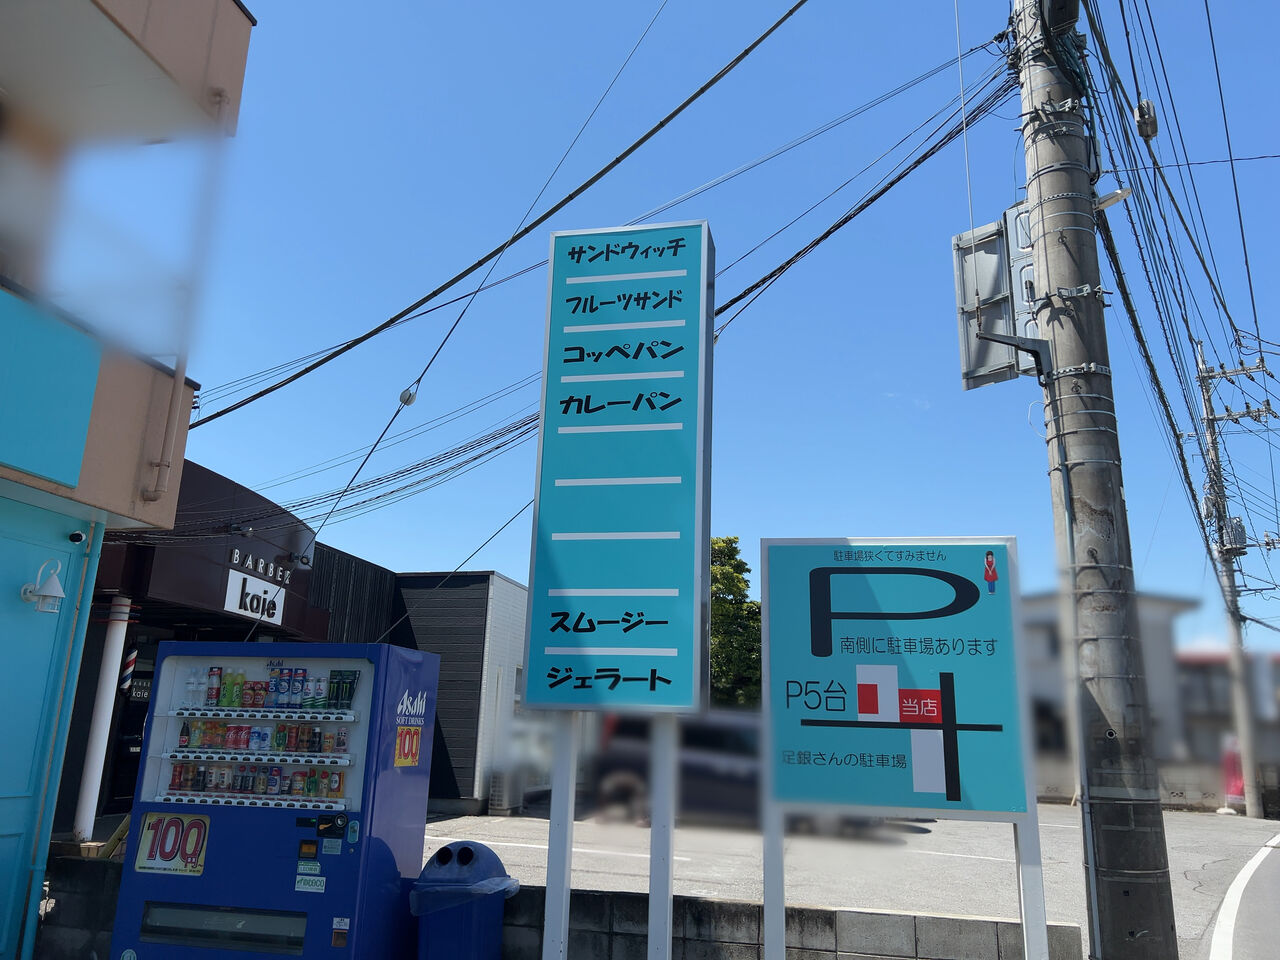 サンドウィッチ
フルーツサンド
コッペパン
カレーパン
スムージー
ジェラート
駐車場狭くてすみません
P
南側に駐車場あります
P5台
当店
足銀さんの駐車場
BARBER
kaie
Asahi
Asahi
SOFT DRINKS
100
100